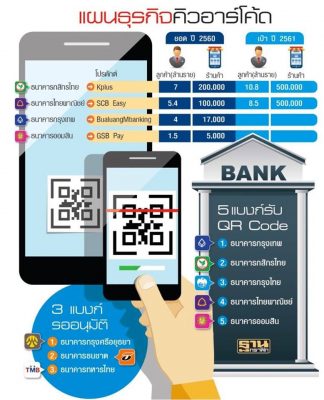 แผนธุรกิจคิวอาร์โค้ด
ยอด ปี 2560 เป้า ปี 2561
โปรดักต์ ลูกค้า(ล้านราย) ร้านค้า ลูกค้า(ล้านราย) ร้านค้า
ธนาคารกสิกรไทย Kplus 7 200,000 10.8 500,000
ธนาคารไทยพาณิชย์ SCB Easy 5.4 100,000 8.5 500,000
ธนาคารกรุงเทพ BualuangMbanking 4 17,000
ธนาคารออมสิน GSB Pay 1.5 5,000
BANK
5 แบงก์รับ
QR Code
1. ธนาคารกรุงเทพ
2. ธนาคารกสิกรไทย
3. ธนาคารกรุงไทย
4. ธนาคารไทยพาณิชย์
5. ธนาคารออมสิน
ฐาน
เศรษฐกิจ
3 แบงก์
รออนุมัติ
1 ธนาคารกรุงศรีอยุธยา
2 ธนาคารธนชาต
TMB 3 ธนาคารทหารไทย